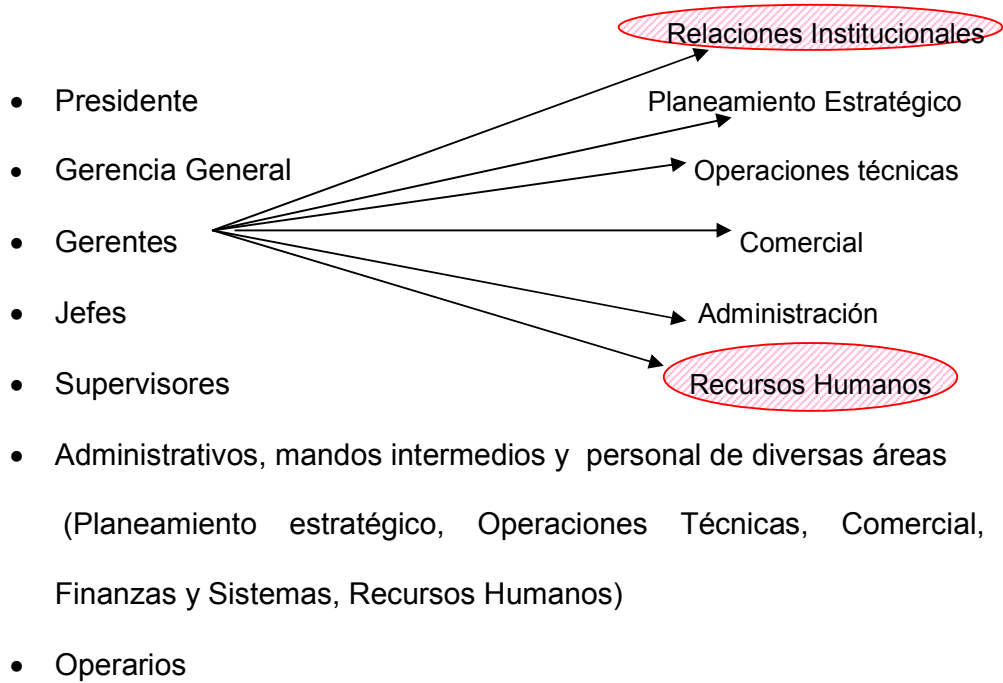 Relaciones Institucionales
• Presidente
Planeamiento Estratégico
• Gerencia General
Operaciones técnicas
• Gerentes
Comercial
• Jefes
Administración
• Supervisores
Recursos Humanos
• Administrativos, mandos intermedios y personal de diversas áreas
(Planeamiento estratégico, Operaciones Técnicas, Comercial,
Finanzas y Sistemas, Recursos Humanos)
• Operarios